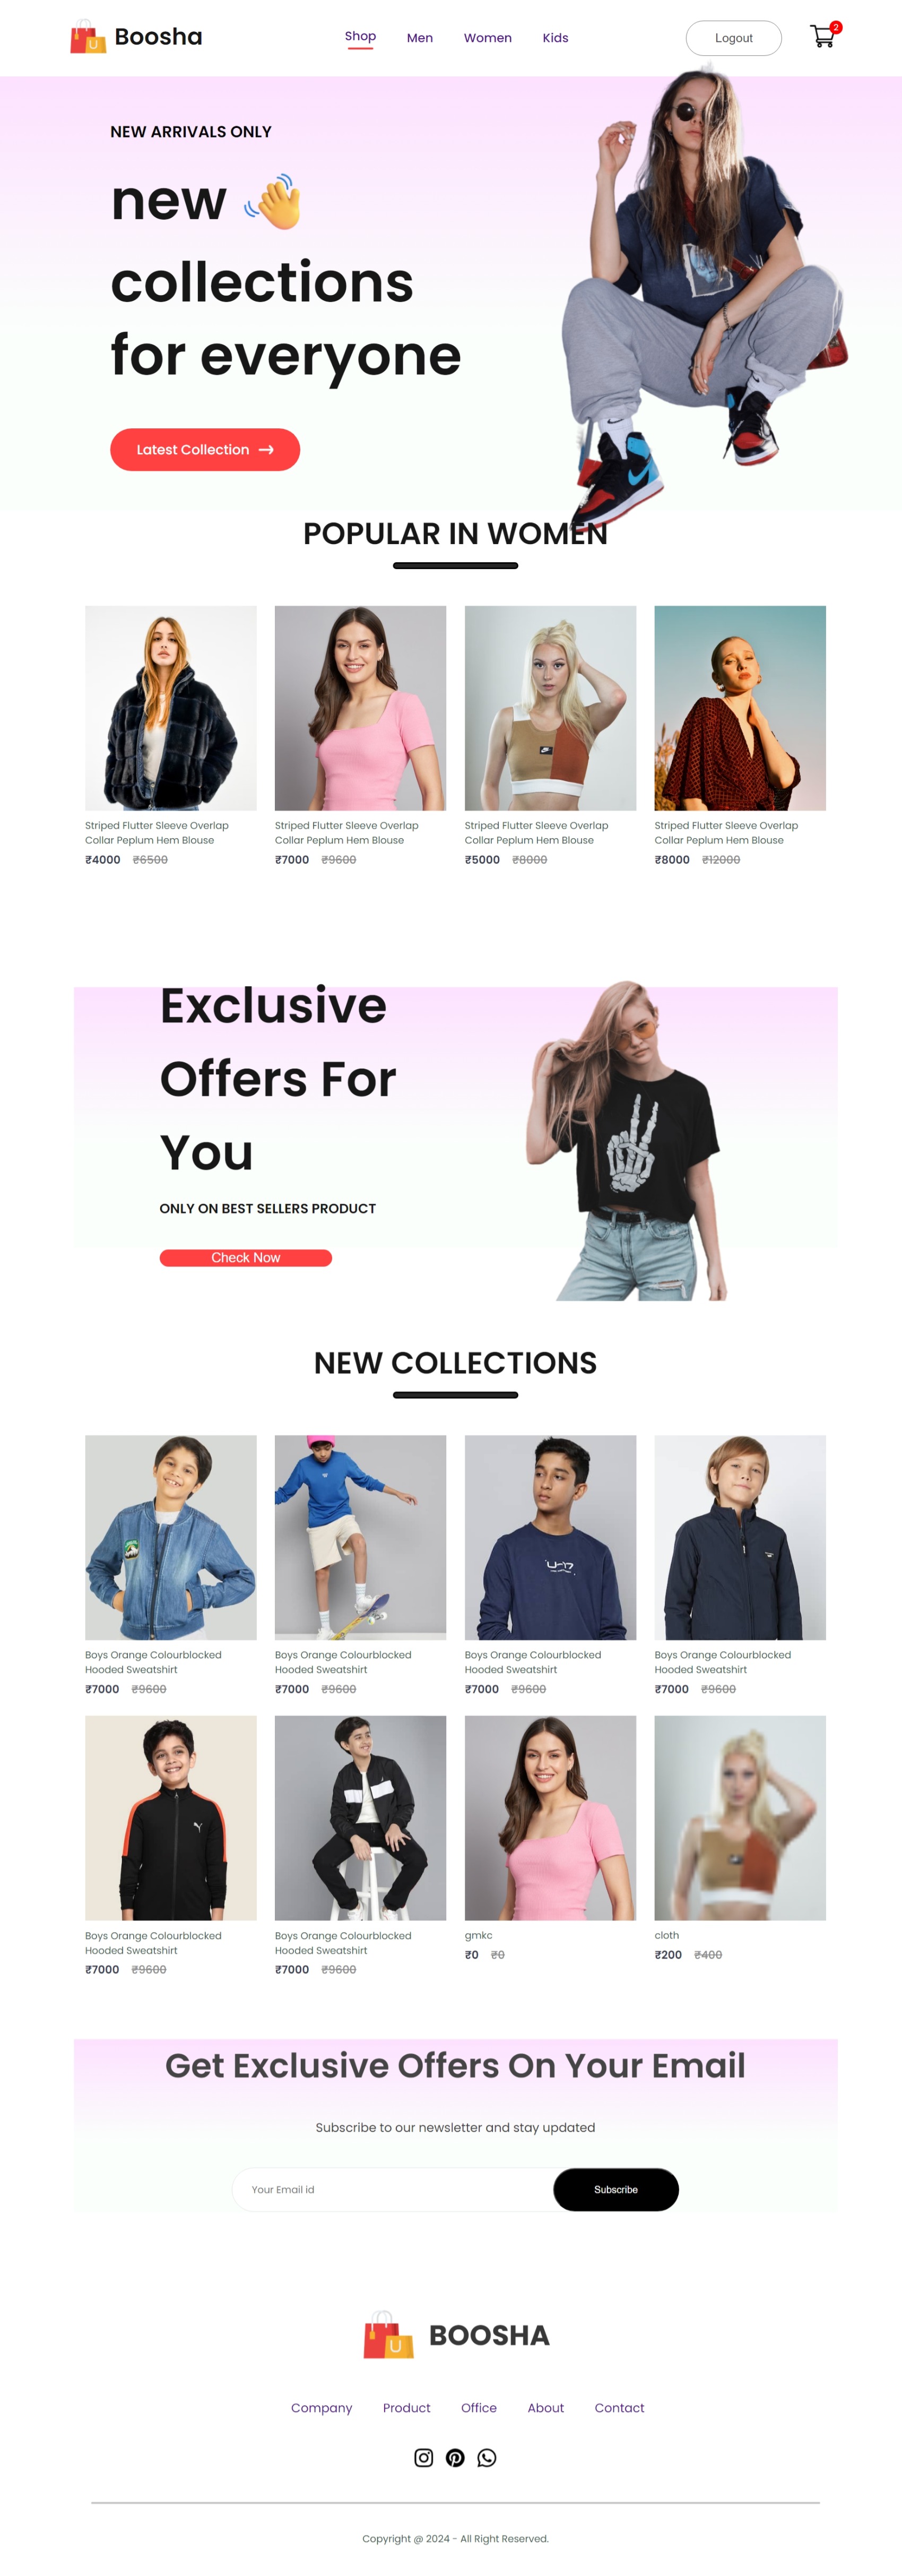 Boosha
Shop Men Women Kids
Logout
2
NEW ARRIVALS ONLY
new
collections
for everyone
Latest Collection →
POPULAR IN WOMEN
Striped Flutter Sleeve Overlap
Collar Peplum Hem Blouse
₹4000 ₹6500
Striped Flutter Sleeve Overlap
Collar Peplum Hem Blouse
₹7000 ₹9600
Striped Flutter Sleeve Overlap
Collar Peplum Hem Blouse
₹5000 ₹8000
Striped Flutter Sleeve Overlap
Collar Peplum Hem Blouse
₹8000 ₹12000
Exclusive
Offers For
You
ONLY ON BEST SELLERS PRODUCT
Check Now
NEW COLLECTIONS
Boys Orange Colourblocked
Hooded Sweatshirt
₹7000 ₹9600
Boys Orange Colourblocked
Hooded Sweatshirt
₹7000 ₹9600
Boys Orange Colourblocked
Hooded Sweatshirt
₹7000 ₹9600
Boys Orange Colourblocked
Hooded Sweatshirt
₹7000 ₹9600
Boys Orange Colourblocked
Hooded Sweatshirt
₹7000 ₹9600
Boys Orange Colourblocked
Hooded Sweatshirt
₹7000 ₹9600
gmkc
₹0 ₹0
cloth
₹200 ₹400
Get Exclusive Offers On Your Email
Subscribe to our newsletter and stay updated
Your Email id
Subscribe
U
BOOSHA
Company Product Office About Contact
Copyright @ 2024 - All Right Reserved.